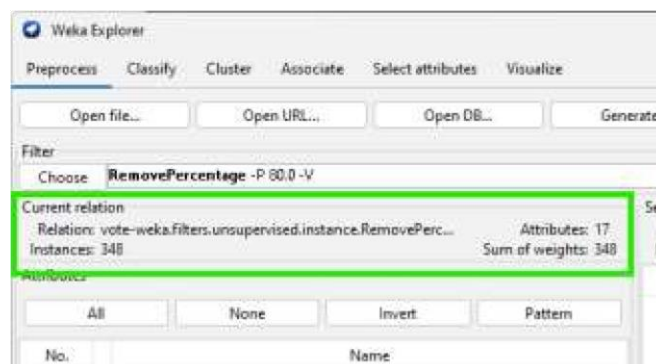 Weka Explorer
Preprocess Classify Cluster Associate Select attributes Visualize
Open file... Open URL... Open DB... Generate
Filter
Choose RemovePercentage -P 80.0 -V
Current relation
Relation: vote-weka.filters.unsupervised.instance.RemovePerc... Attributes: 17
Instances: 348 Sum of weights: 348
Attributes
All None Invert Pattern
No. Name